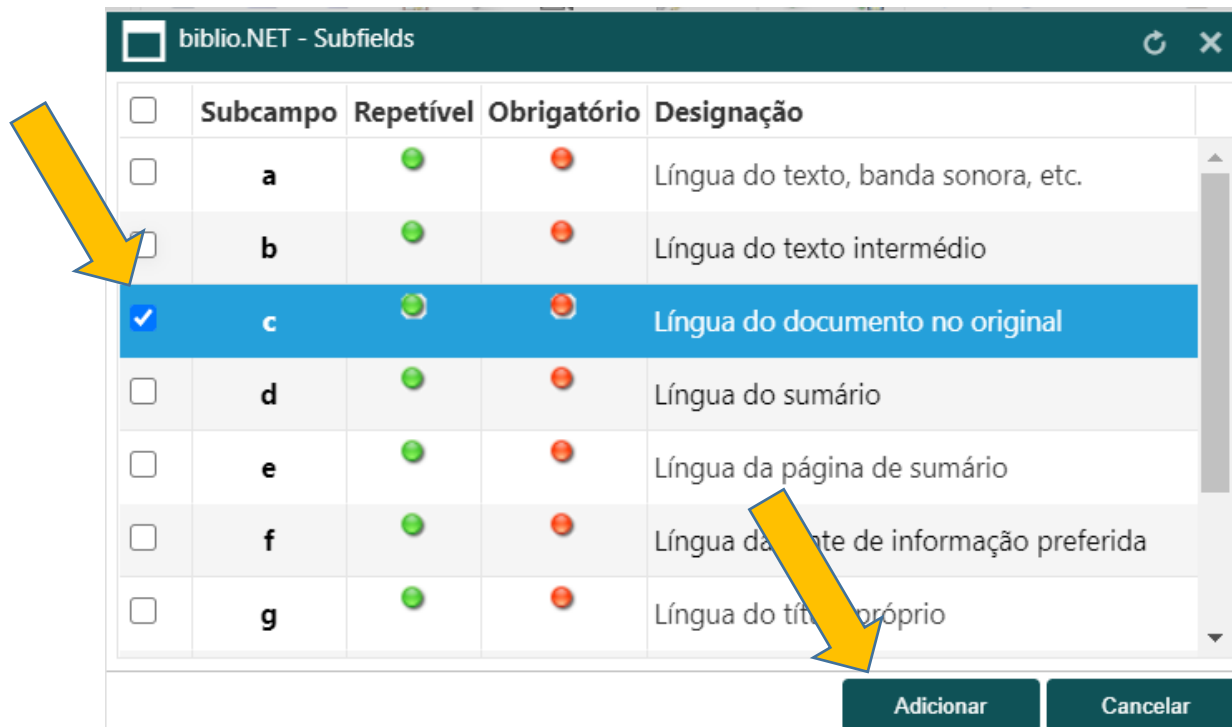 biblio.NET - Subfields
Subcampo Repetível Obrigatório Designação
a Língua do texto, banda sonora, etc.
b Língua do texto intermédio
c Língua do documento no original
d Língua do sumário
e Língua da página de sumário
f Língua de informação preferida
g Língua do próprio
Adicionar Cancelar